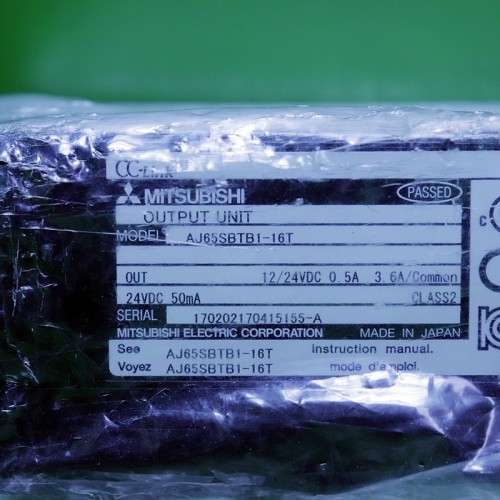 CC-Link
MITSUBISHI PASSED
OUTPUT UNIT
MODEL AJ65SBTB1-16T
OUT 12/24VDC 0.5A 3.6A/Common
24VDC 50mA CLASS2
SERIAL 170202170415155-A
MITSUBISHI ELECTRIC CORPORATION MADE IN JAPAN
See AJ65SBTB1-16T Instruction manual.
Voyez AJ65SBTB1-16T mode d'emploi.